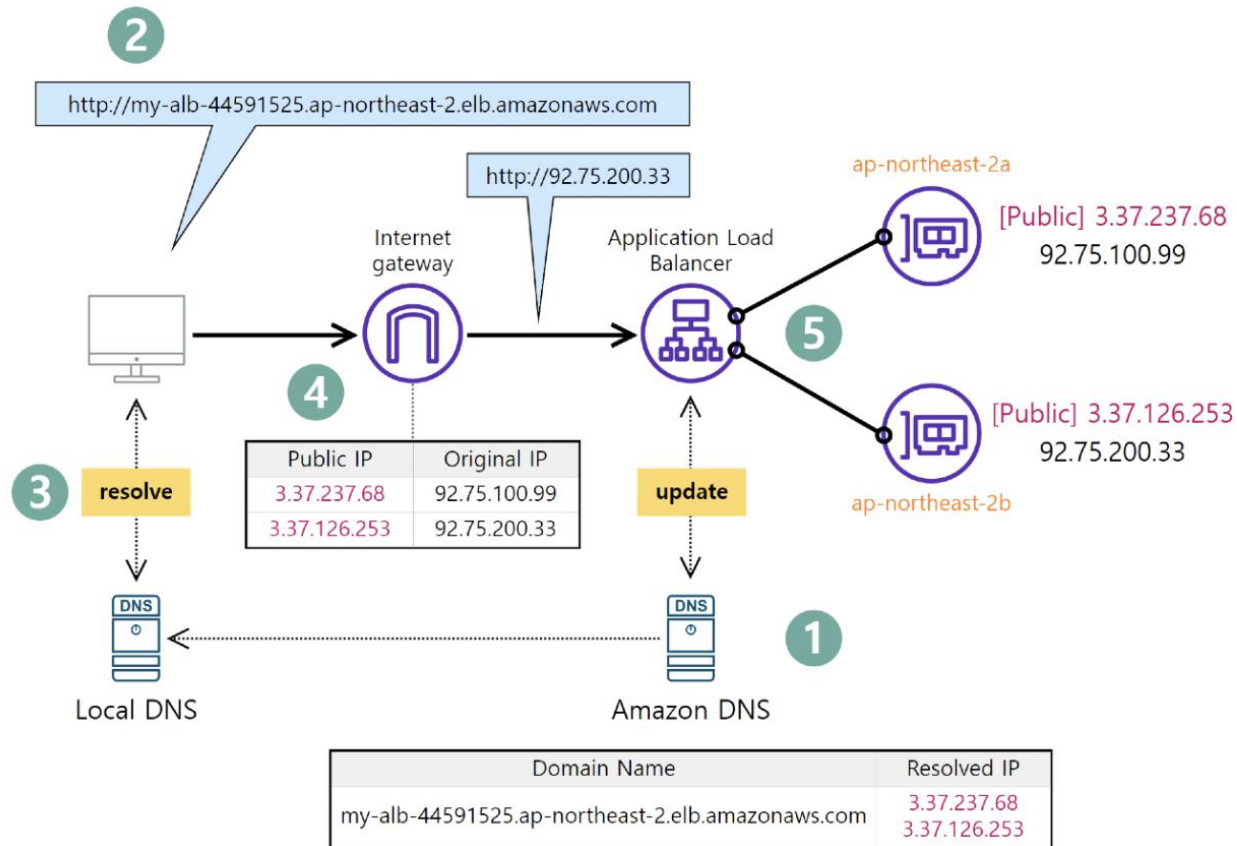 2
http://my-alb-44591525.ap-northeast-2.elb.amazonaws.com
http://92.75.200.33
ap-northeast-2a
[Public] 3.37.237.68
92.75.100.99
Internet
gateway
Application Load
Balancer
5
4
[Public] 3.37.126.253
92.75.200.33
ap-northeast-2b
Public IP Original IP
3.37.237.68 92.75.100.99
3.37.126.253 92.75.200.33
3
resolve
update
DNS
DNS
1
Local DNS
Amazon DNS
Domain Name Resolved IP
my-alb-44591525.ap-northeast-2.elb.amazonaws.com
3.37.237.68
3.37.126.253